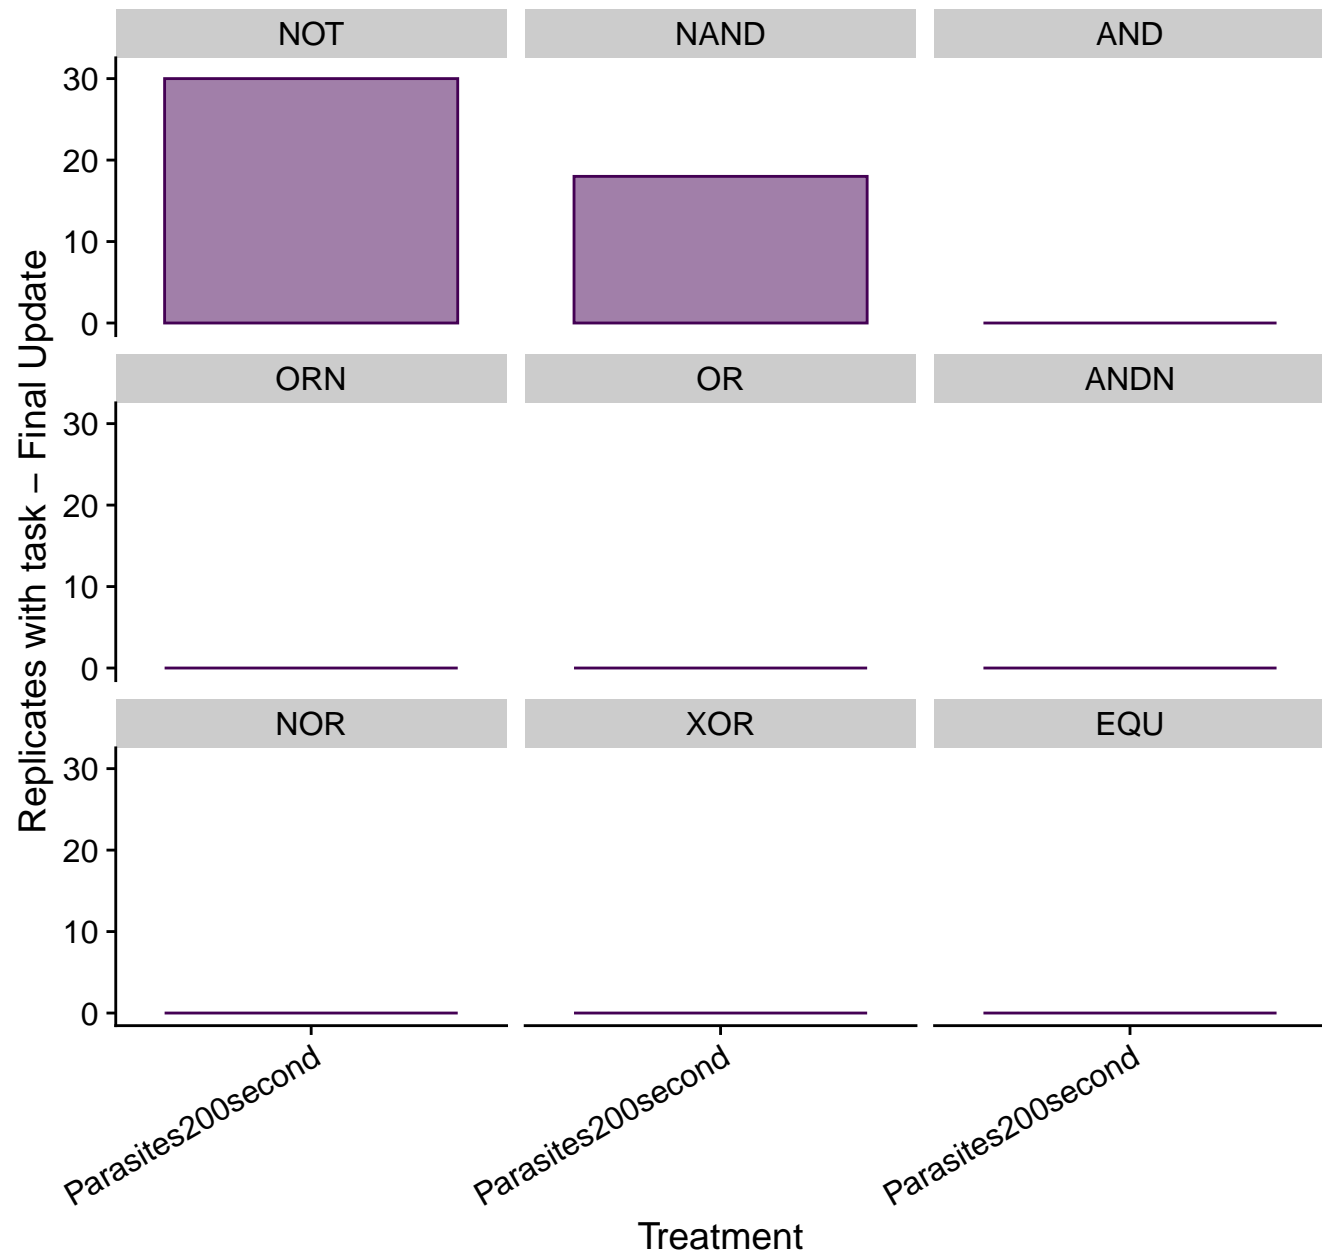 NOT NAND AND
30
20
10
0
ORN OR ANDN
30
20
10
0
NOR XOR EQU
30
20
10
0
Replicates with task – Final Update
Parasites200second Parasites200second Parasites200second
Treatment